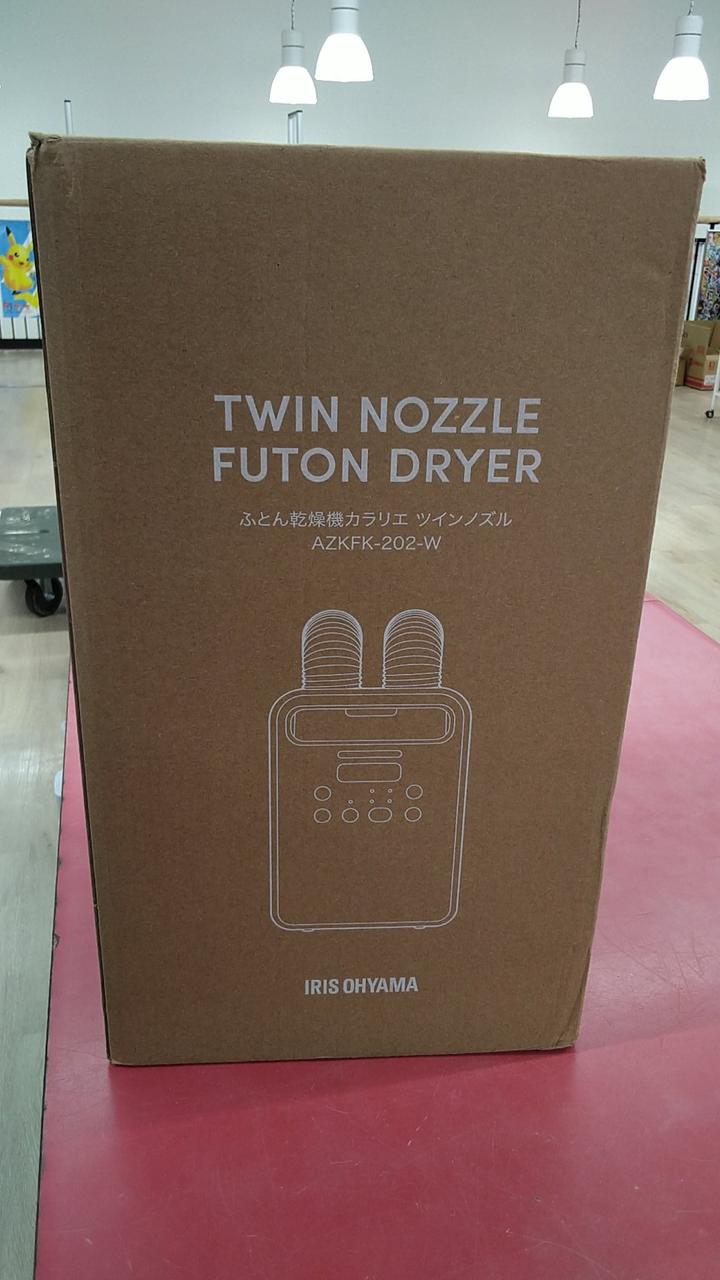 TWIN NOZZLE
FUTON DRYER
ふとん乾燥機カラリエ ツインノズル
AZKFK-202-W
IRIS OHYAMA